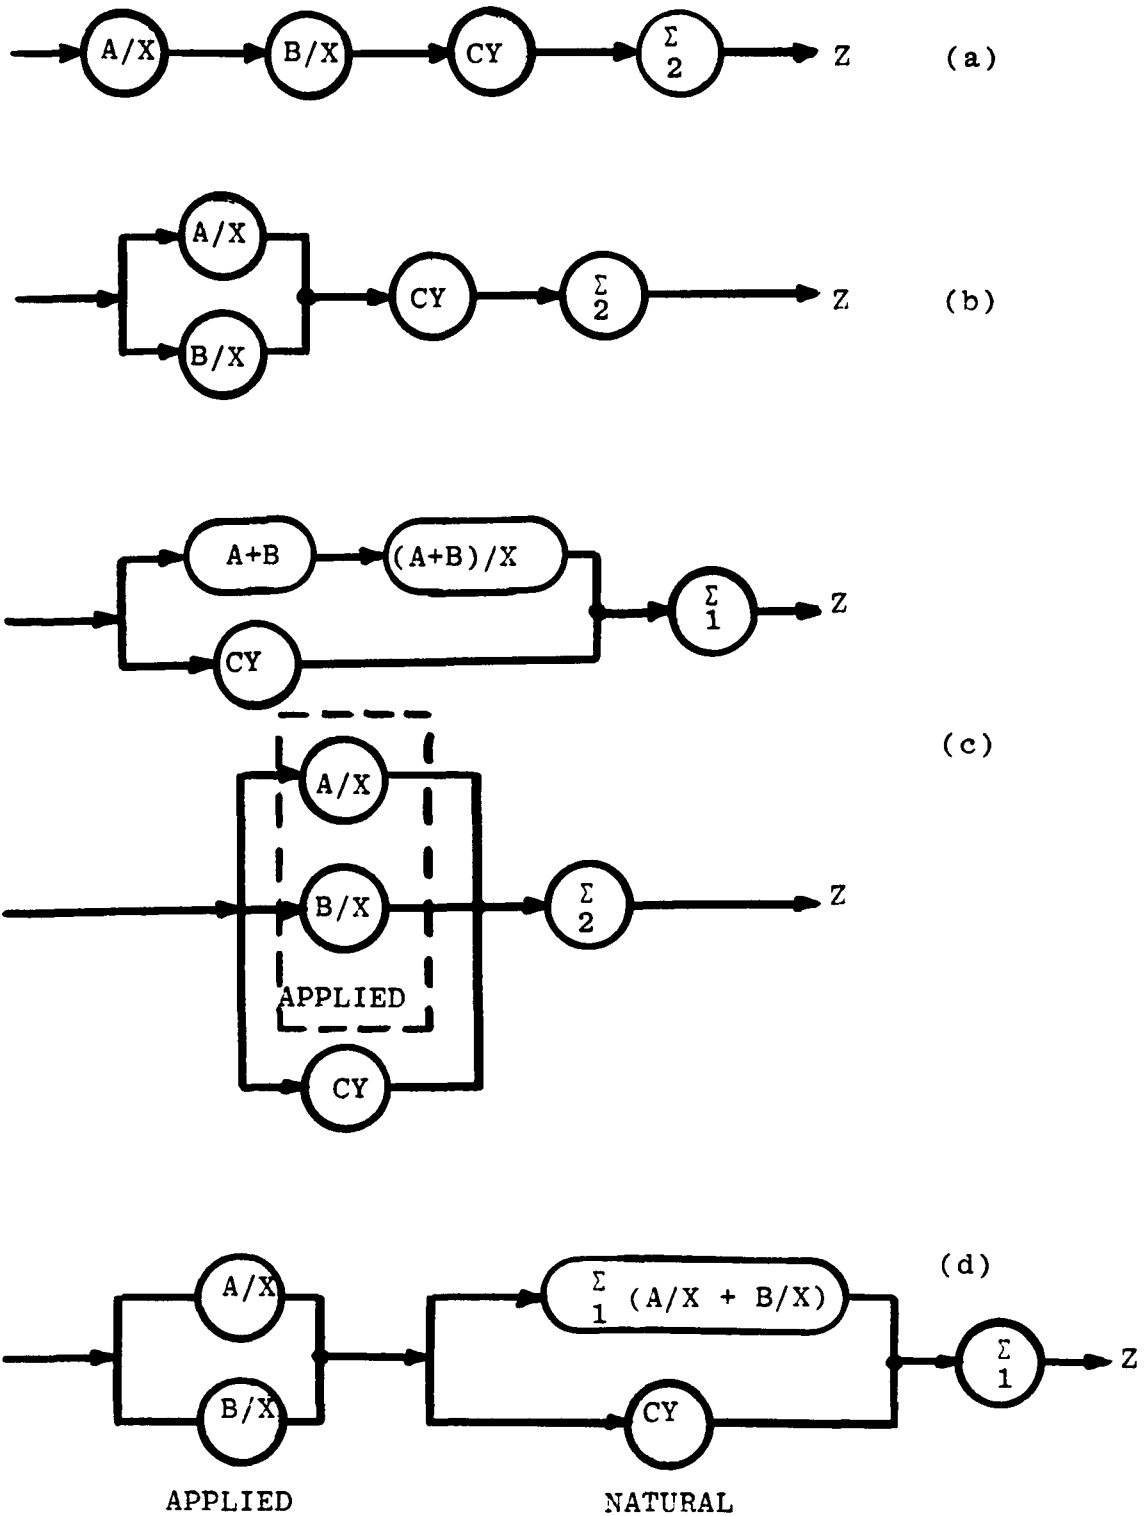 A/X B/X CY Σ 2 Z (a)
A/X
B/X
CY Σ 2 Z (b)
A+B (A+B)/X
CY
Σ 1 Z
(c)
A/X
B/X
Σ 2 Z
APPLIED
CY
(d)
A/X
B/X
Σ 1 (A/X + B/X)
CY
Σ 1 Z
APPLIED NATURAL